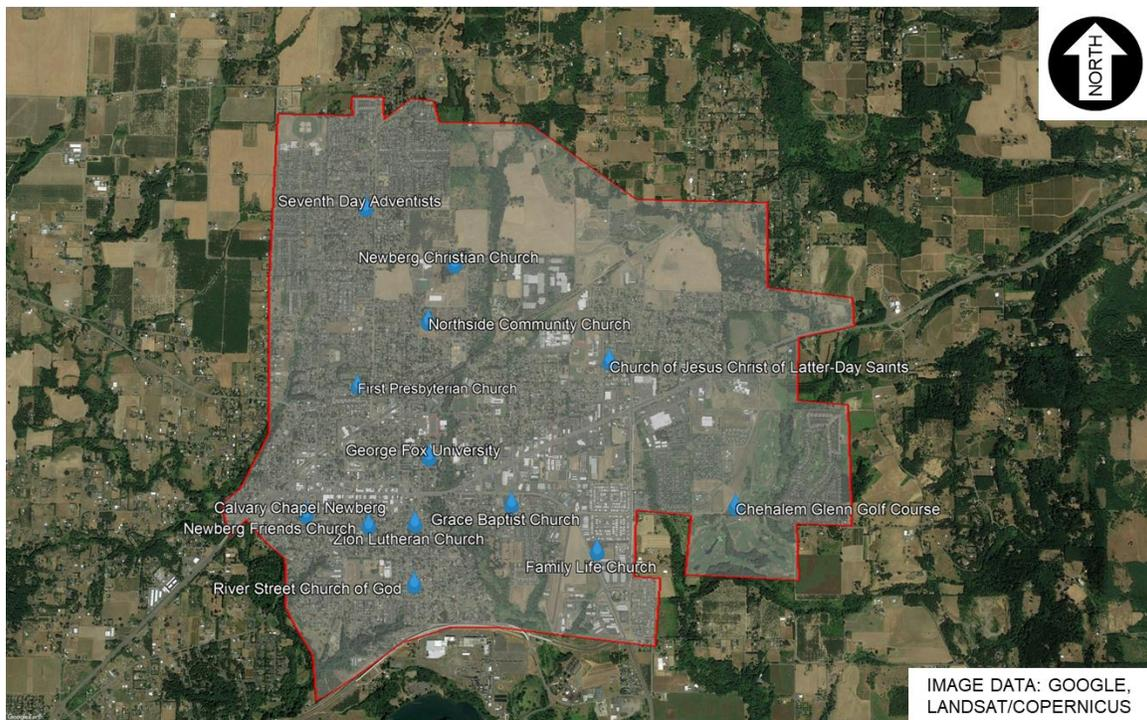 NORTH
Seventh Day Adventists
Newberg Christian Church
Northside Community Church
Church of Jesus Christ of Latter-Day Saints
First Presbyterian Church
George Fox University
Calvary Chapel Newberg
Chehalem Glenn Golf Course
Grace Baptist Church
Newberg Friends Church
Zion Lutheran Church
Family Life Church
River Street Church of God
IMAGE DATA: GOOGLE,
LANDSAT/COPERNICUS
Google Earth